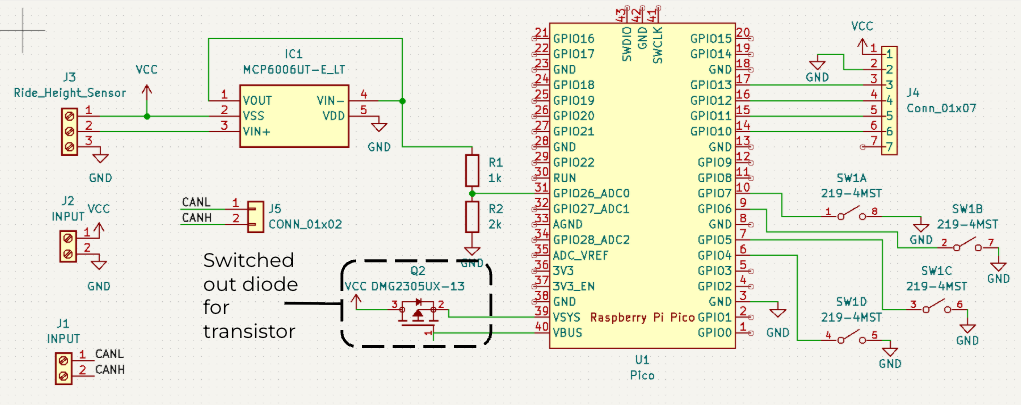 J3
Ride_Height_Sensor
1
2
3
GND
VCC
IC1
MCP6006UT-E_LT
1 VOUT VIN- 4
2 VSS VDD 5
3 VIN+
GND
J2
INPUT
VCC
1
2
GND
CANL 1
CANH 2
J5
CONN_01x02
R1
1k
R2
2k
GND
Switched
out diode
for
transistor
Q2
VCC DMG2305UX-13
3 2
1
J1
INPUT
1 CANL
2 CANH
43 42 41
SWDIO GND SWCLK
21 GPIO16 GPIO15 20
22 GPIO17 GPIO14 19
23 GND GND 18
24 GPIO18 GPIO13 17
25 GPIO19 GPIO12 16
26 GPIO20 GPIO11 15
27 GPIO21 GPIO10 14
28 GND GND 13
29 GPIO22 GPIO9 12
30 RUN GPIO8 11
31 GPIO26_ADC0 GPIO7 10
32 GPIO27_ADC1 GPIO6 9
33 AGND GND 8
34 GPIO28_ADC2 GPIO5 7
35 ADC_VREF GPIO4 6
36 3V3 GPIO3 5
37 3V3_EN GPIO2 4
38 GND GND 3
39 VSYS Raspberry Pi Pico GPIO1 2
40 VBUS GPIO0 1
U1
Pico
VCC
GND
1 1
2 2
3 3
4 4
5 5
6 6
7 7
J4
Conn_01x07
SW1A
219-4MST
1 8
GND
SW1B
219-4MST
2 7
GND
SW1C
219-4MST
3 6
GND
SW1D
219-4MST
4 5
GND
GND